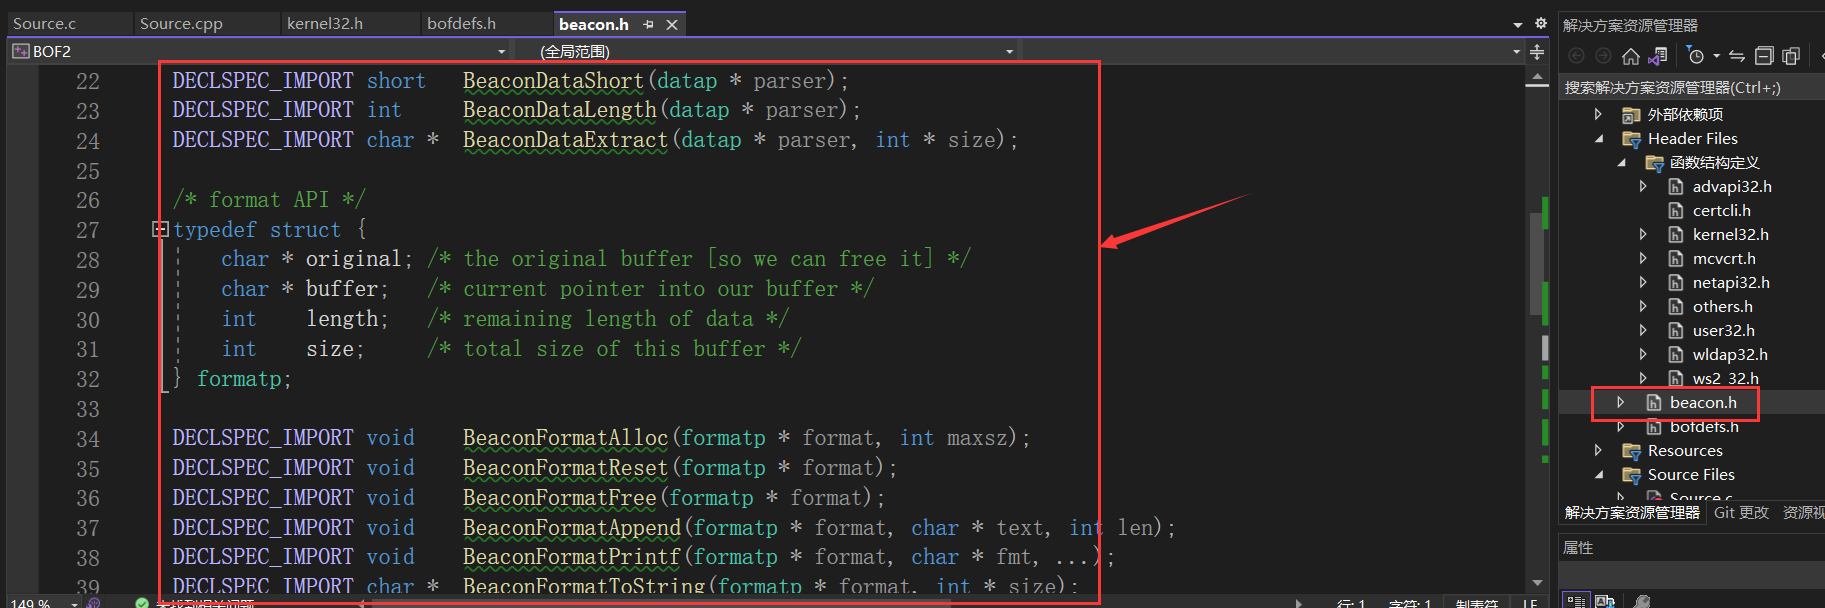 Source.c Source.cpp kernel32.h bofdefs.h beacon.h
BOF2 (全局范围)
22 DECLSPEC_IMPORT short BeaconDataShort(datap * parser);
23 DECLSPEC_IMPORT int BeaconDataLength(datap * parser);
24 DECLSPEC_IMPORT char * BeaconDataExtract(datap * parser, int * size);
25
26 /* format API */
27 typedef struct {
28 char * original; /* the original buffer [so we can free it] */
29 char * buffer; /* current pointer into our buffer */
30 int length; /* remaining length of data */
31 int size; /* total size of this buffer */
32 } formatp;
33
34 DECLSPEC_IMPORT void BeaconFormatAlloc(formatp * format, int maxsz);
35 DECLSPEC_IMPORT void BeaconFormatReset(formatp * format);
36 DECLSPEC_IMPORT void BeaconFormatFree(formatp * format);
37 DECLSPEC_IMPORT void BeaconFormatAppend(formatp * format, char * text, int len);
38 DECLSPEC_IMPORT void BeaconFormatPrintf(formatp * format, char * fmt, ...);
39 DECLSPEC_IMPORT char * BeaconFormatToString(formatp * format, int * size);
149 % 未找到相关问题 行: 1 字符: 1 制表符 LF
解决方案资源管理器
搜索解决方案资源管理器(Ctrl+;)
外部依赖项
Header Files
函数结构定义
advapi32.h
certcli.h
kernel32.h
mcvcrt.h
netapi32.h
others.h
user32.h
wldap32.h
ws2_32.h
beacon.h
bofdefs.h
Resources
Source Files
Source.c
解决方案资源管理器 Git 更改 资源视
属性